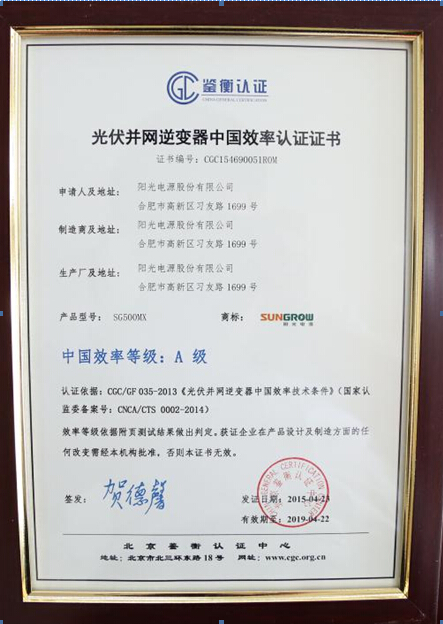 CGC 鉴衡认证
CHINA GENERAL CERTIFICATION
光伏并网逆变器中国效率认证证书
证书编号：CGC154690051R0M
申请人及地址： 阳光电源股份有限公司
合肥市高新区习友路 1699 号
制造商及地址： 阳光电源股份有限公司
合肥市高新区习友路 1699 号
生产厂及地址： 阳光电源股份有限公司
合肥市高新区习友路 1699 号
产品型号： SG500MX 商标： SUNGROW
阳光电源
中国效率等级：A 级
认证依据：CGC/GF 035-2013《光伏并网逆变器中国效率技术条件》（国家认
监委备案号：CNCA/CTS 0002-2014）
效率等级依据附页测试结果做出判定。获证企业在产品设计及制造方面的任
何改变需经本机构批准，否则本证书无效。
签发： 贺德馨 发证日期：2015-04-23
有效期至：2019-04-22
北京鉴衡认证中心
地址：北京市北三环东路 18 号 网址：www.cgc.org.cn